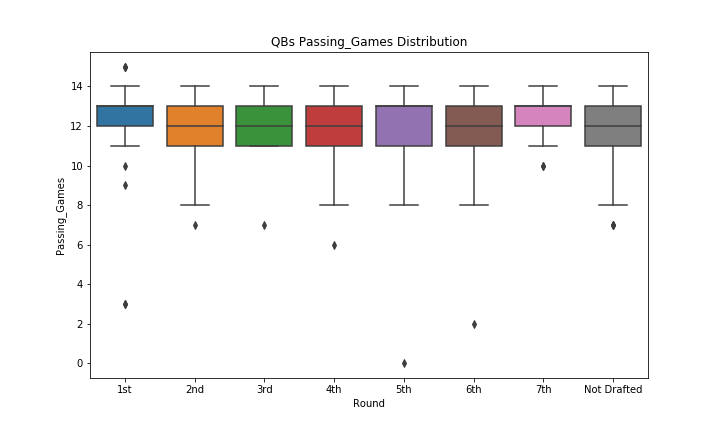 QBs Passing_Games Distribution
Passing_Games
14
12
10
8
6
4
2
0
1st 2nd 3rd 4th 5th 6th 7th Not Drafted
Round